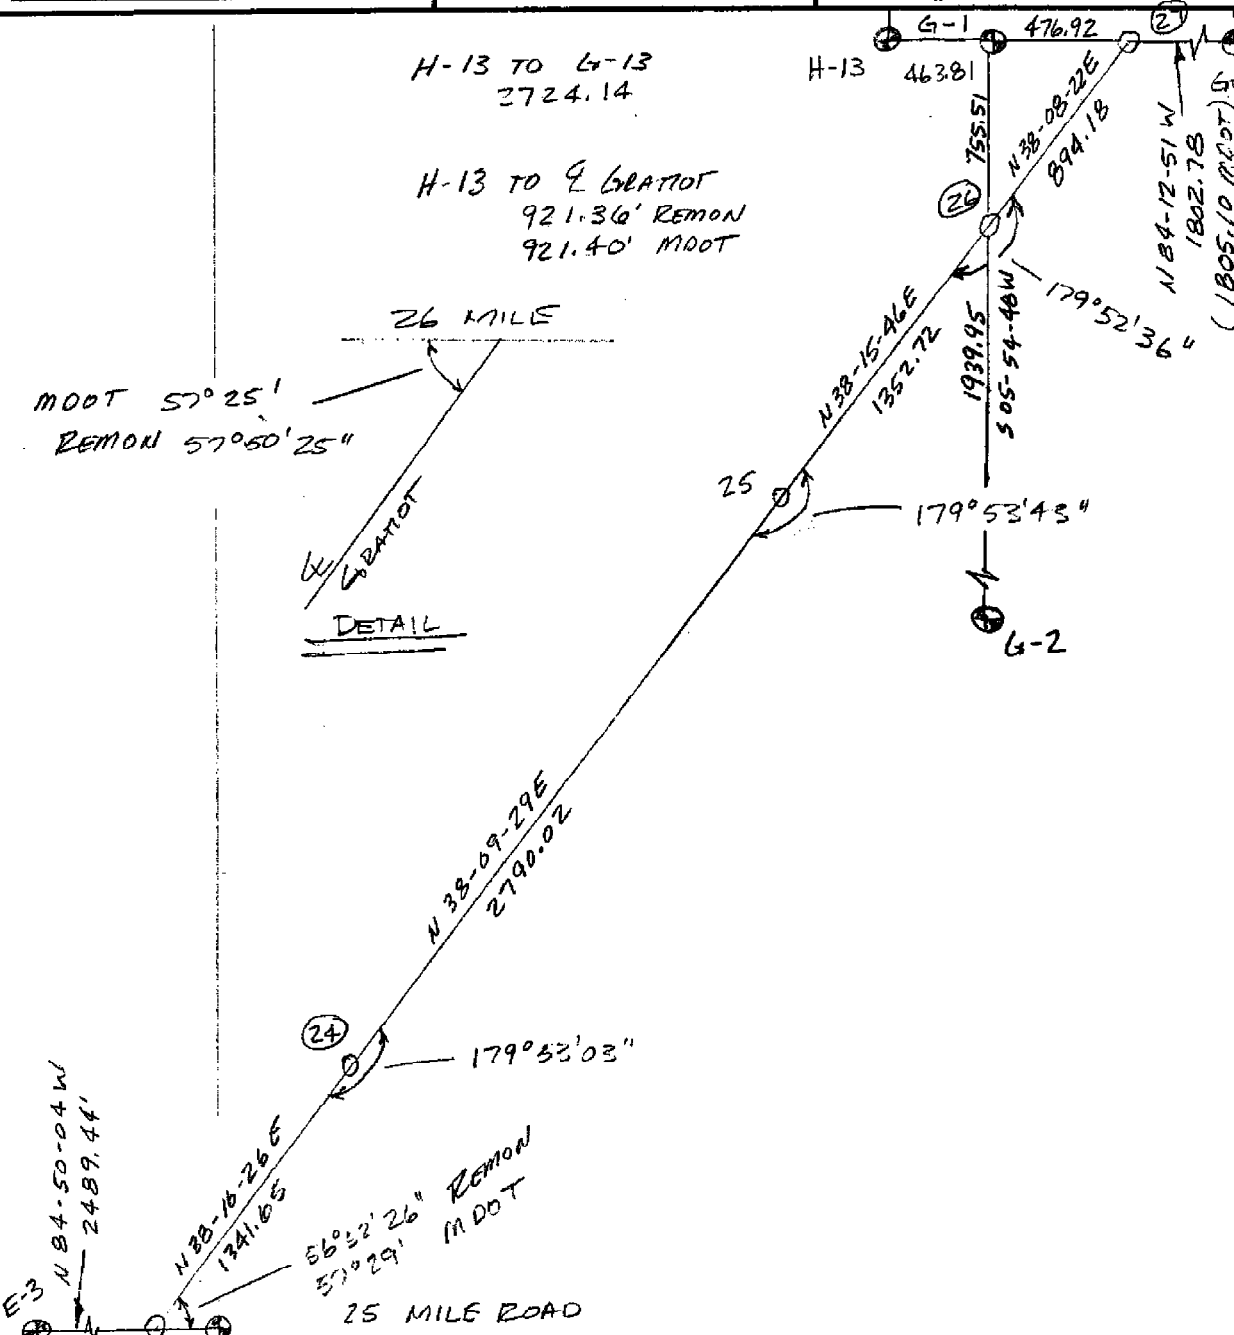 H-13 TO G-13
2724.14
H-13 TO ℄ GRATIOT
921.36' REMON
921.40' MDOT
H-13
G-1
463.81
476.92
27
N 84-12-51 W
1802.78
(1805.10 MDOT)
755.51
N 38-08-22E
894.18
26
179°52'36"
26 MILE
MDOT 57°25'
REMON 57°50'25"
℄ GRATIOT
DETAIL
N 38-15-46E
1352.72
1939.95
S 05-54-48W
25
179°53'43"
G-2
N 38-09-29E
2790.02
24
179°53'03"
N 84-50-04 W
2489.44'
N 38-16-26 E
1341.65
REMON
57°29' MDOT
E-3
25 MILE ROAD